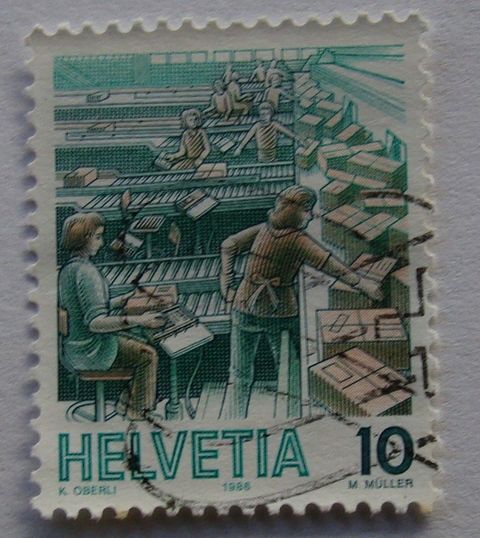 HELVETIA 10
K. OBERLI 1986 M. MÜLLER